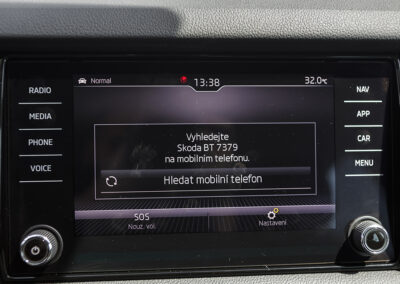 RADIO
MEDIA
PHONE
VOICE
Normal
13:38
32.0°C
Vyhledejte
Skoda BT 7379
na mobilním telefonu.
Hledat mobilní telefon
SOS
Nouz. vol.
Nastavení
NAV
APP
CAR
MENU